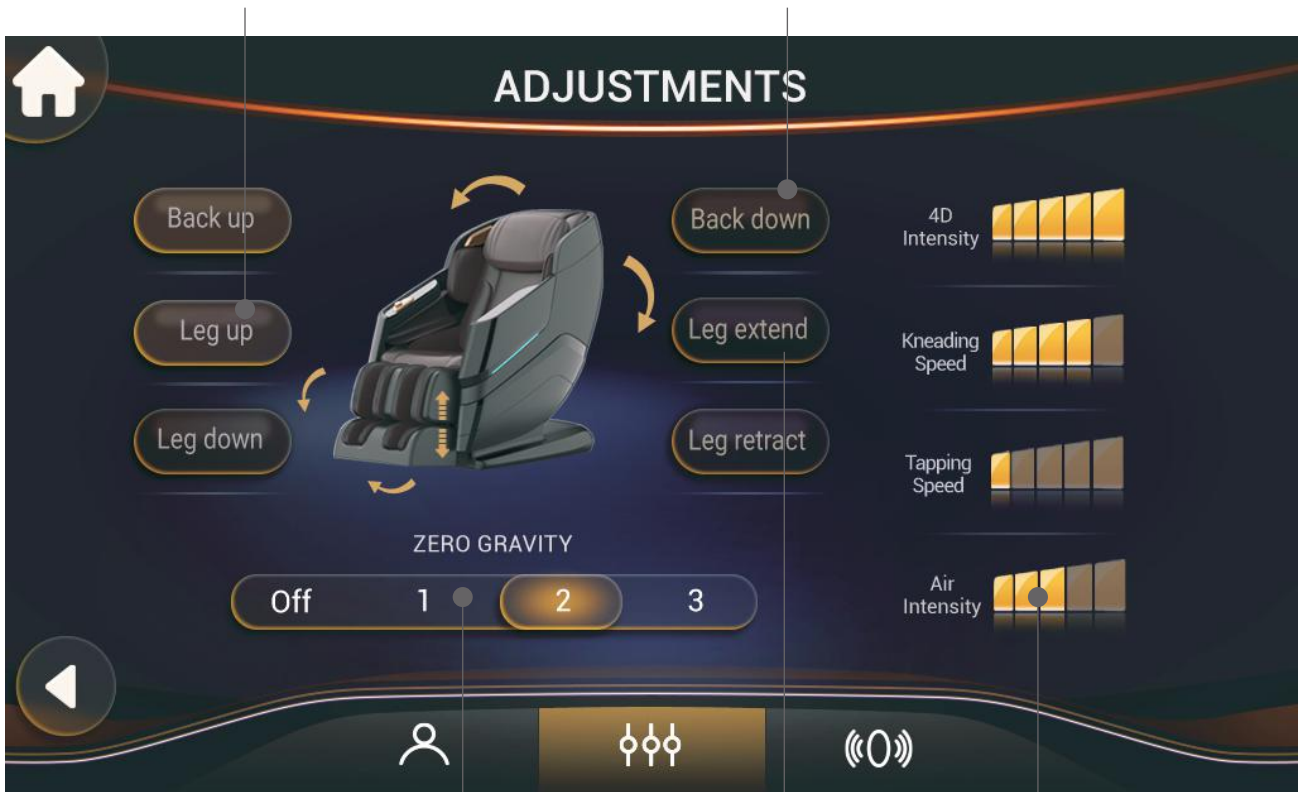 ADJUSTMENTS
Back up
Leg up
Leg down
Back down
Leg extend
Leg retract
4D
Intensity
Kneading
Speed
Tapping
Speed
Air
Intensity
ZERO GRAVITY
Off 1 2 3